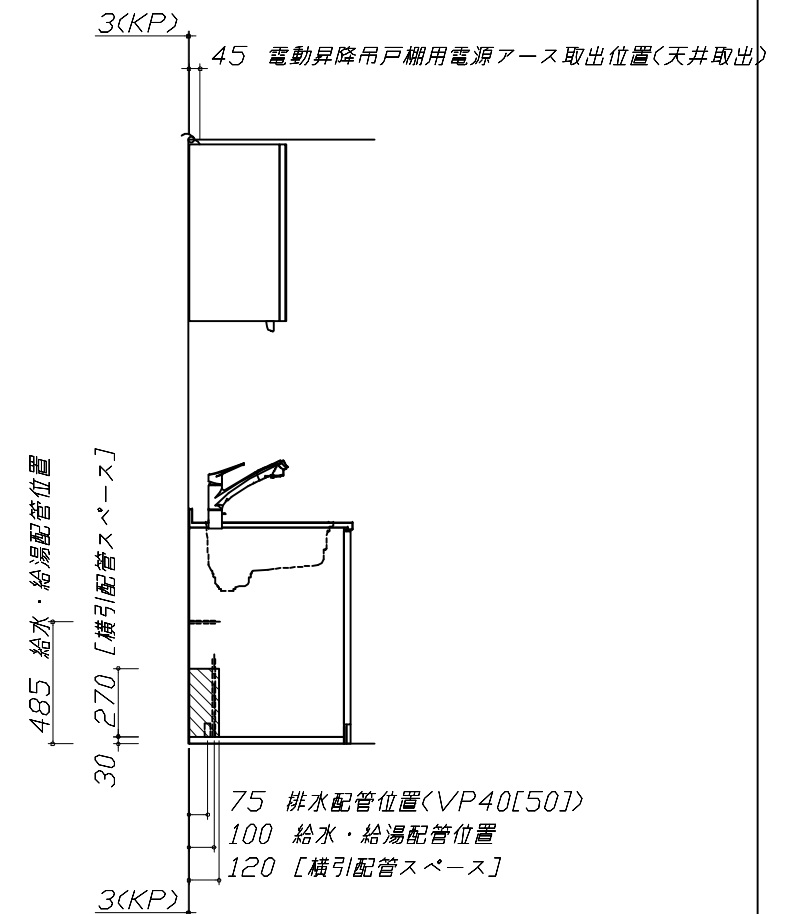 3(KP)
45 電動昇降吊戸棚用電源アース取出位置(天井取出)
485 給水・給湯配管位置
30 270 [横引配管スペース]
75 排水配管位置(VP40[50])
100 給水・給湯配管位置
120 [横引配管スペース]
3(KP)